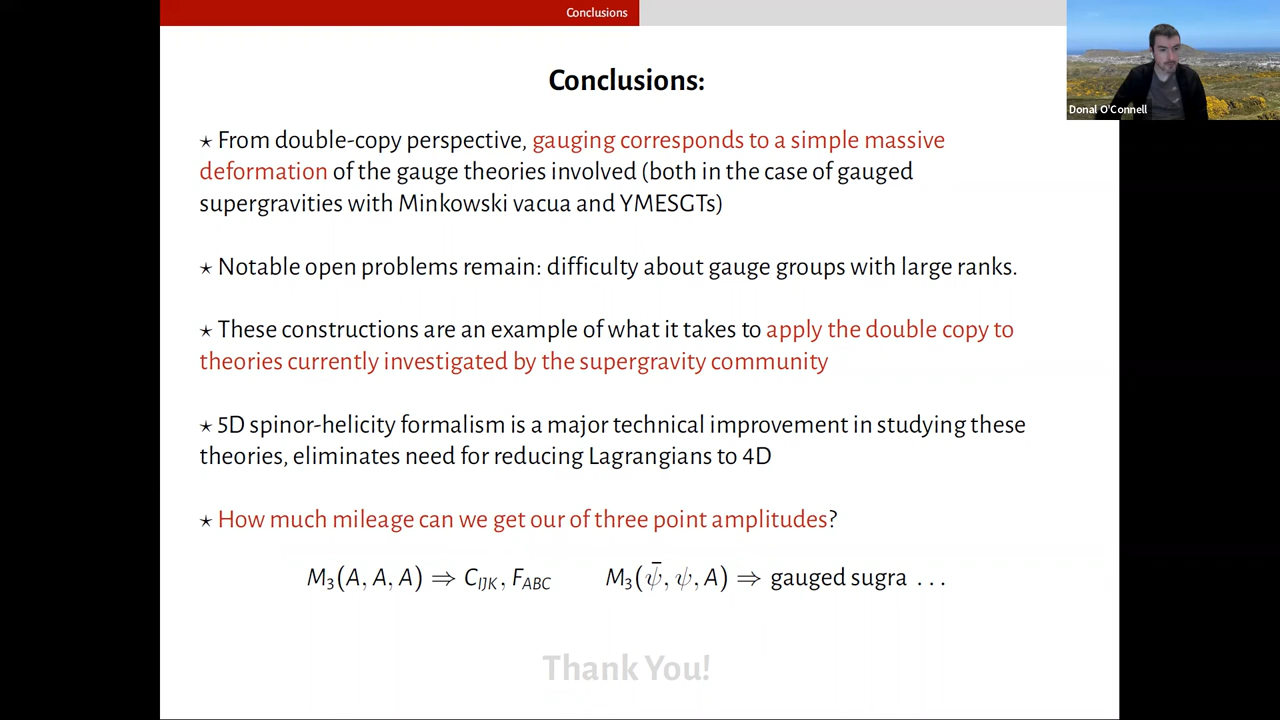 Conclusions
Donal O'Connell
Conclusions:
⋆ From double-copy perspective, gauging corresponds to a simple massive
deformation of the gauge theories involved (both in the case of gauged
supergravities with Minkowski vacua and YMESGTs)
⋆ Notable open problems remain: difficulty about gauge groups with large ranks.
⋆ These constructions are an example of what it takes to apply the double copy to
theories currently investigated by the supergravity community
⋆ 5D spinor-helicity formalism is a major technical improvement in studying these
theories, eliminates need for reducing Lagrangians to 4D
⋆ How much mileage can we get our of three point amplitudes?
M₃(A, A, A) ⇒ C_{IJK}, F_{ABC} M₃(ψ̄, ψ, A) ⇒ gauged sugra . . .
Thank You!